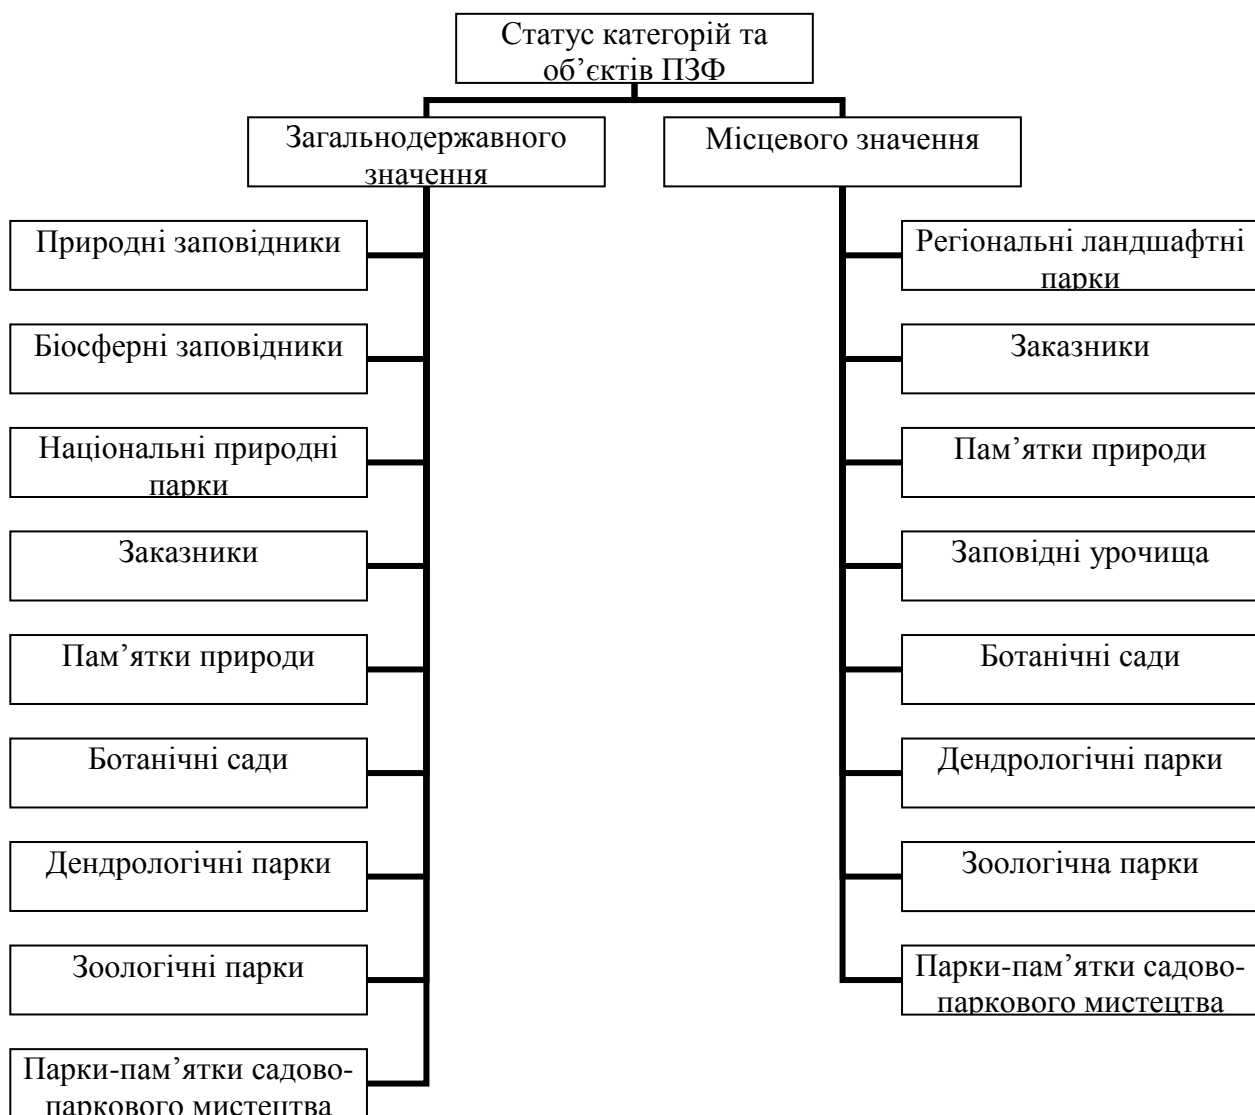 Статус категорій та
об’єктів ПЗФ
Загальнодержавного
значення
Місцевого значення
Природні заповідники
Біосферні заповідники
Національні природні
парки
Заказники
Пам’ятки природи
Ботанічні сади
Дендрологічні парки
Зоологічні парки
Парки-пам’ятки садово-
паркового мистецтва
Регіональні ландшафтні
парки
Заказники
Пам’ятки природи
Заповідні урочища
Ботанічні сади
Дендрологічні парки
Зоологічна парки
Парки-пам’ятки садово-
паркового мистецтва